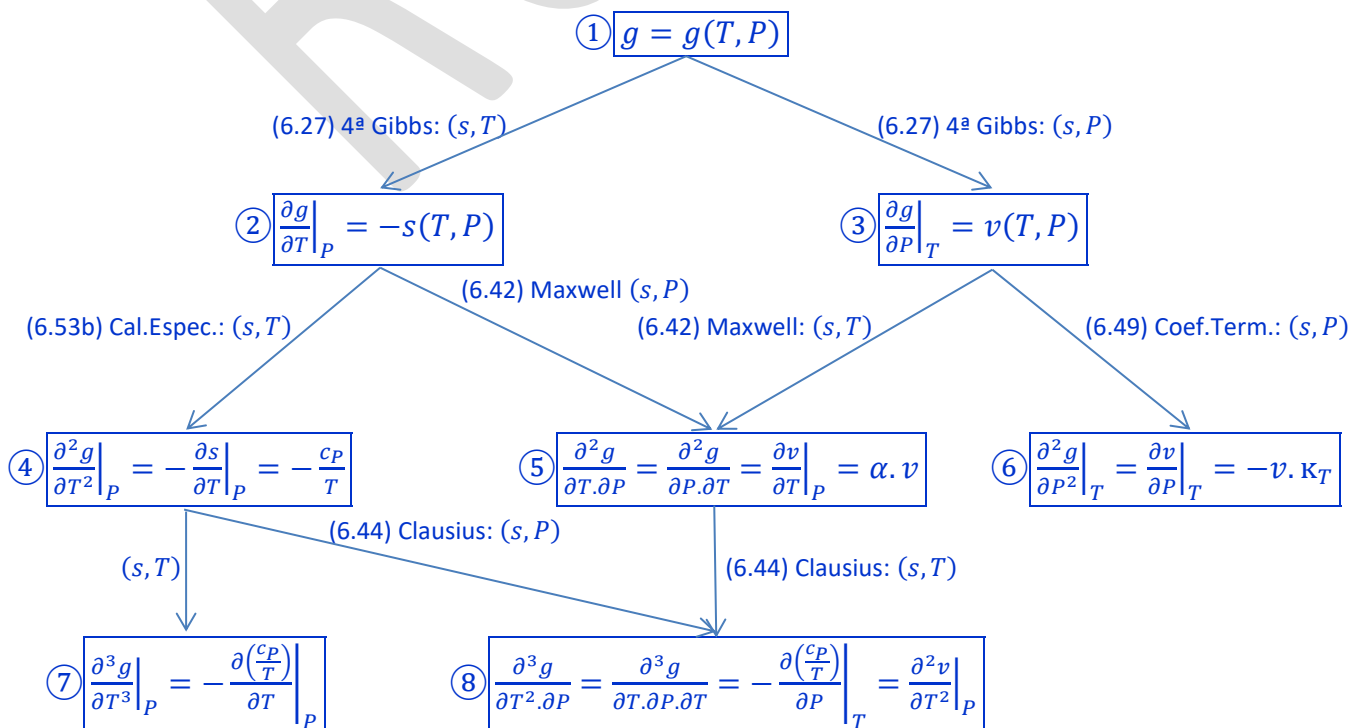 ① g = g(T, P)
(6.27) 4ª Gibbs: (s, T)
(6.27) 4ª Gibbs: (s, P)
② ∂g/∂T|_P = −s(T, P)
③ ∂g/∂P|_T = v(T, P)
(6.42) Maxwell (s, P)
(6.53b) Cal.Espec.: (s, T)
(6.42) Maxwell: (s, T)
(6.49) Coef.Term.: (s, P)
④ ∂²g/∂T²|_P = −∂s/∂T|_P = −c_P/T
⑤ ∂²g/∂T.∂P = ∂²g/∂P.∂T = ∂v/∂T|_P = α. v
⑥ ∂²g/∂P²|_T = ∂v/∂P|_T = −v. κ_T
(6.44) Clausius: (s, P)
(s, T)
(6.44) Clausius: (s, T)
⑦ ∂³g/∂T³|_P = −∂(c_P/T)/∂T|_P
⑧ ∂³g/∂T².∂P = ∂³g/∂T.∂P.∂T = −∂(c_P/T)/∂P|_T = ∂²v/∂T²|_P